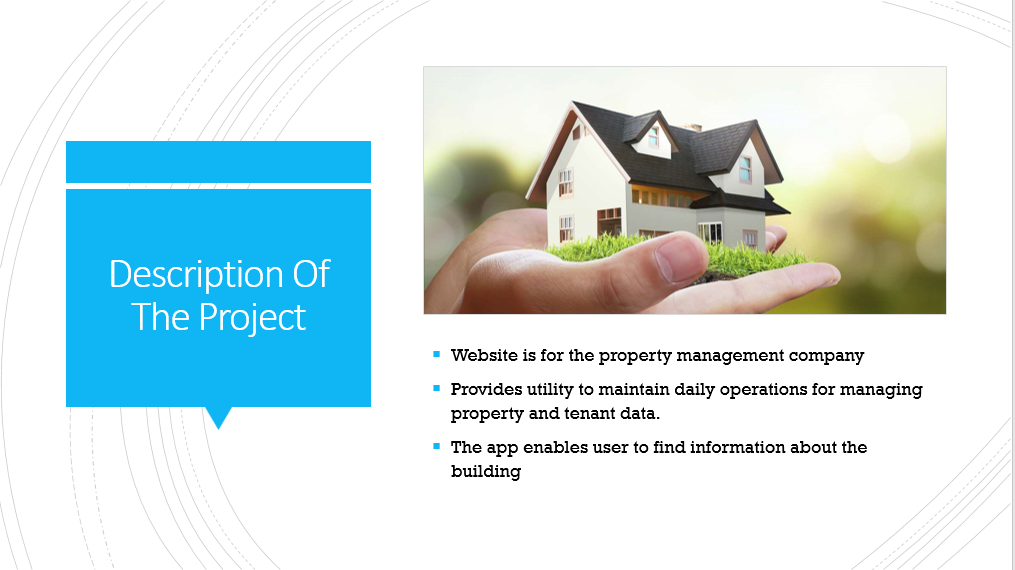 Description Of
The Project
Website is for the property management company
Provides utility to maintain daily operations for managing
property and tenant data.
The app enables user to find information about the
building